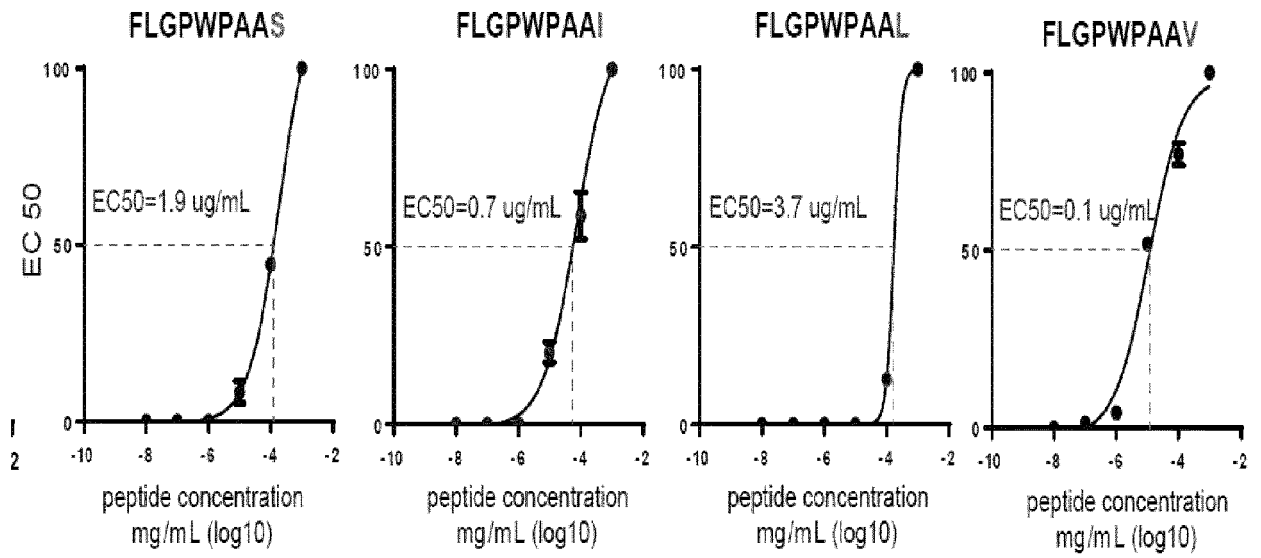 FLGPWPAAS
EC 50
100
50
0
EC50=1.9 ug/mL
-10 -8 -6 -4 -2
peptide concentration
mg/mL (log10)
FLGPWPAAI
100
50
0
EC50=0.7 ug/mL
-10 -8 -6 -4 -2
peptide concentration
mg/mL (log10)
FLGPWPAAL
100
50
0
EC50=3.7 ug/mL
-10 -8 -6 -4 -2
peptide concentration
mg/mL (log10)
FLGPWPAAV
100
50
0
EC50=0.1 ug/mL
-10 -8 -6 -4 -2
peptide concentration
mg/mL (log10)
2